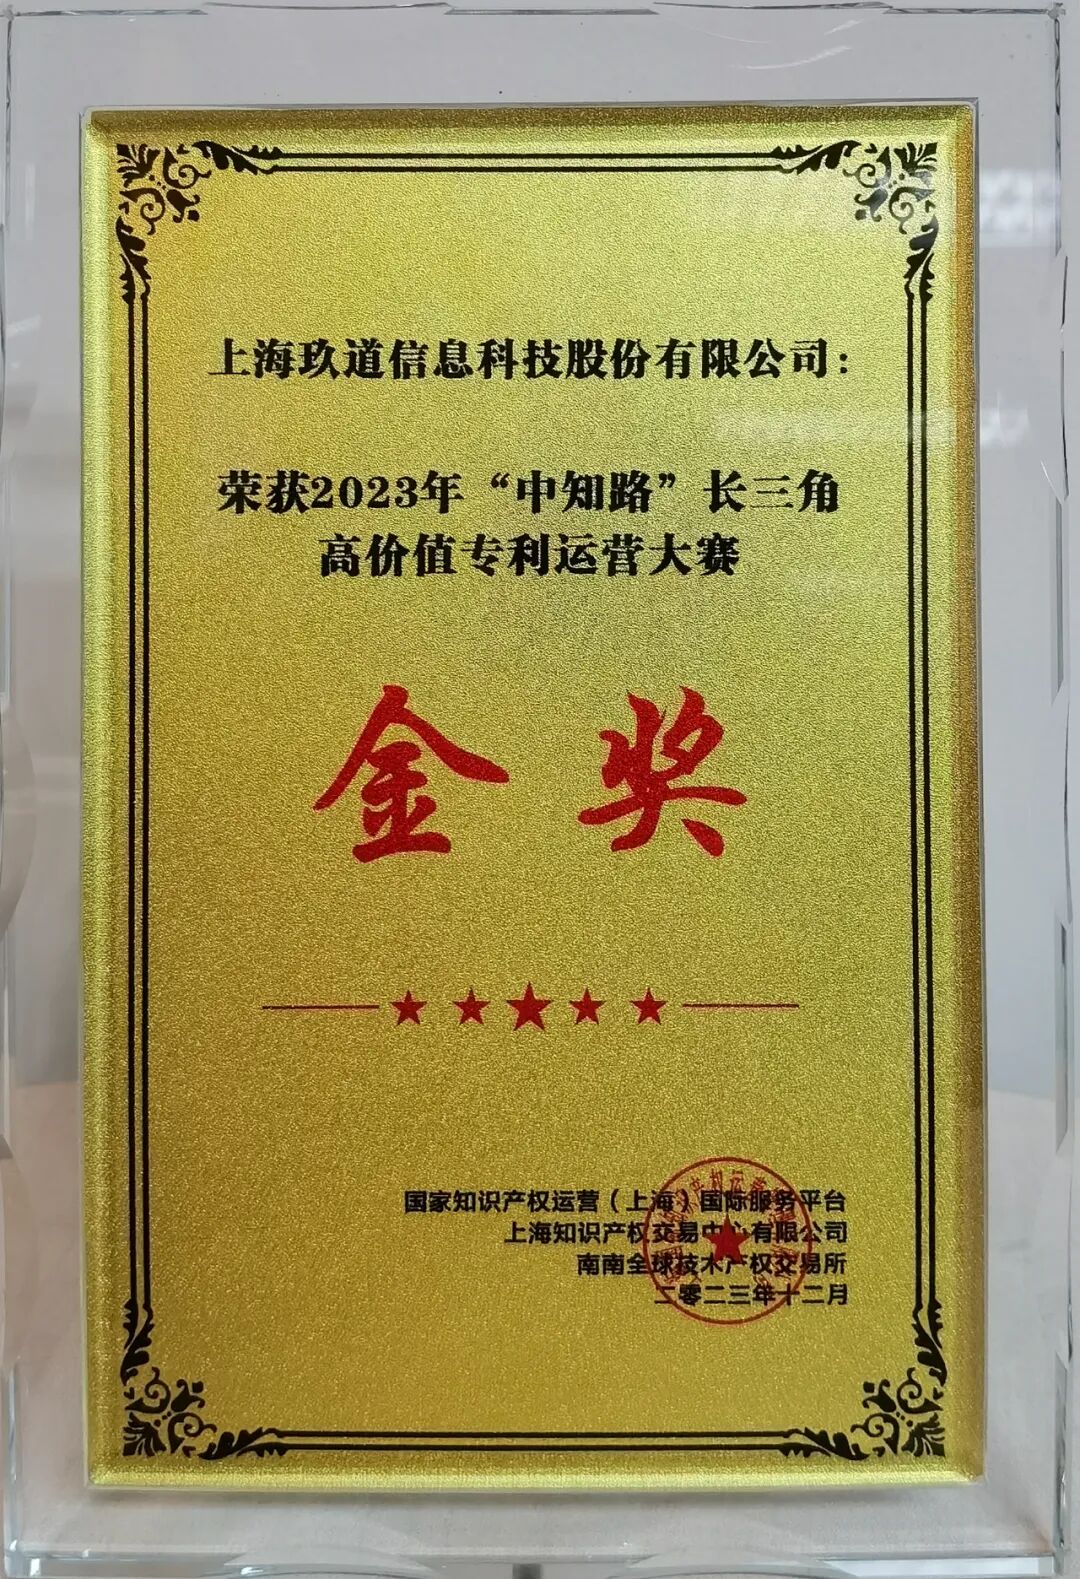 上海玖道信息科技股份有限公司：
荣获2023年“中知路”长三角
高价值专利运营大赛
金奖
国家知识产权运营（上海）国际服务平台
上海知识产权交易中心有限公司
南南全球技术产权交易所
二零二三年十二月